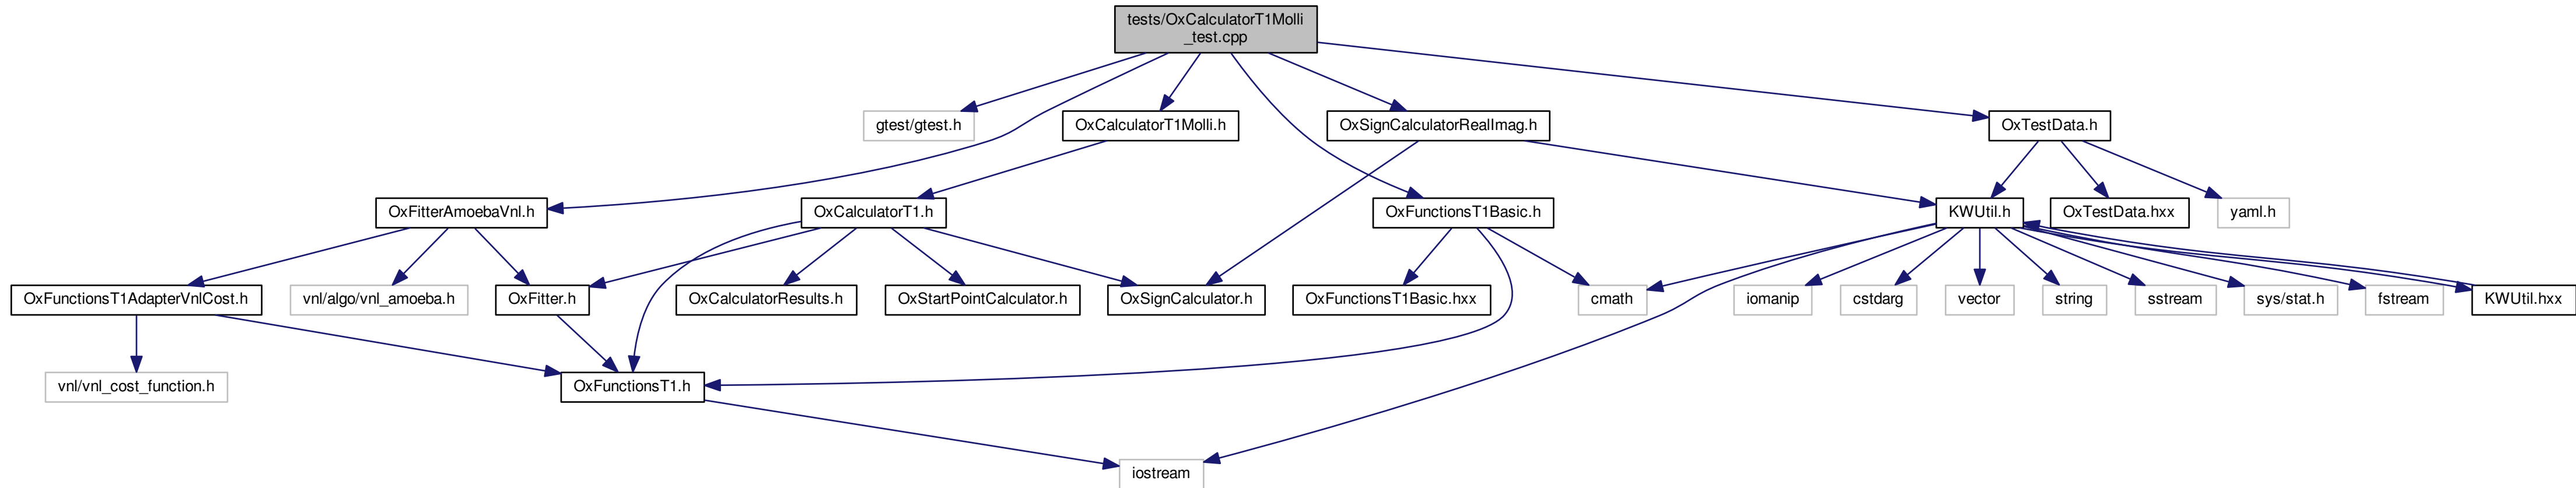 tests/OxCalculatorT1Molli
_test.cpp
gtest/gtest.h
OxCalculatorT1Molli.h
OxSignCalculatorRealImag.h
OxTestData.h
OxFitterAmoebaVnl.h
OxCalculatorT1.h
OxFunctionsT1Basic.h
KWUtil.h
OxTestData.hxx
yaml.h
OxFunctionsT1AdapterVnlCost.h
vnl/algo/vnl_amoeba.h
OxFitter.h
OxCalculatorResults.h
OxStartPointCalculator.h
OxSignCalculator.h
OxFunctionsT1Basic.hxx
cmath
iomanip
cstdarg
vector
string
sstream
sys/stat.h
fstream
KWUtil.hxx
vnl/vnl_cost_function.h
OxFunctionsT1.h
iostream